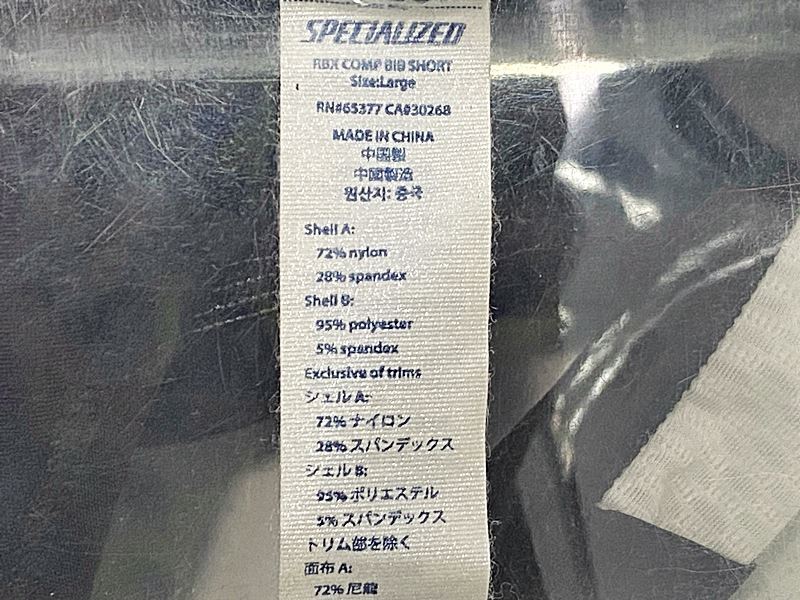 SPECIALIZED
RBX COMP BIB SHORT
Size:Large
RN#65377 CA#30268
MADE IN CHINA
中国製
中國製造
원산지: 중국
Shell A:
72% nylon
28% spandex
Shell B:
95% polyester
5% spandex
Exclusive of trims
シェル A:
72% ナイロン
28% スパンデックス
シェル B:
95% ポリエステル
5% スパンデックス
トリム部を除く
面布 A:
72% 尼龍